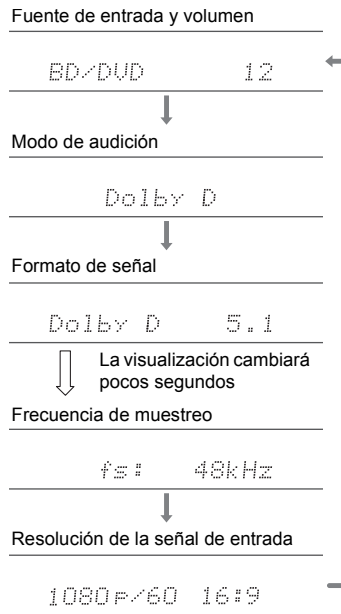 Fuente de entrada y volumen
BD/DVD 12
Modo de audición
Dolby D
Formato de señal
Dolby D 5.1
La visualización cambiará
pocos segundos
Frecuencia de muestreo
fs: 48kHz
Resolución de la señal de entrada
1080p/60 16:9